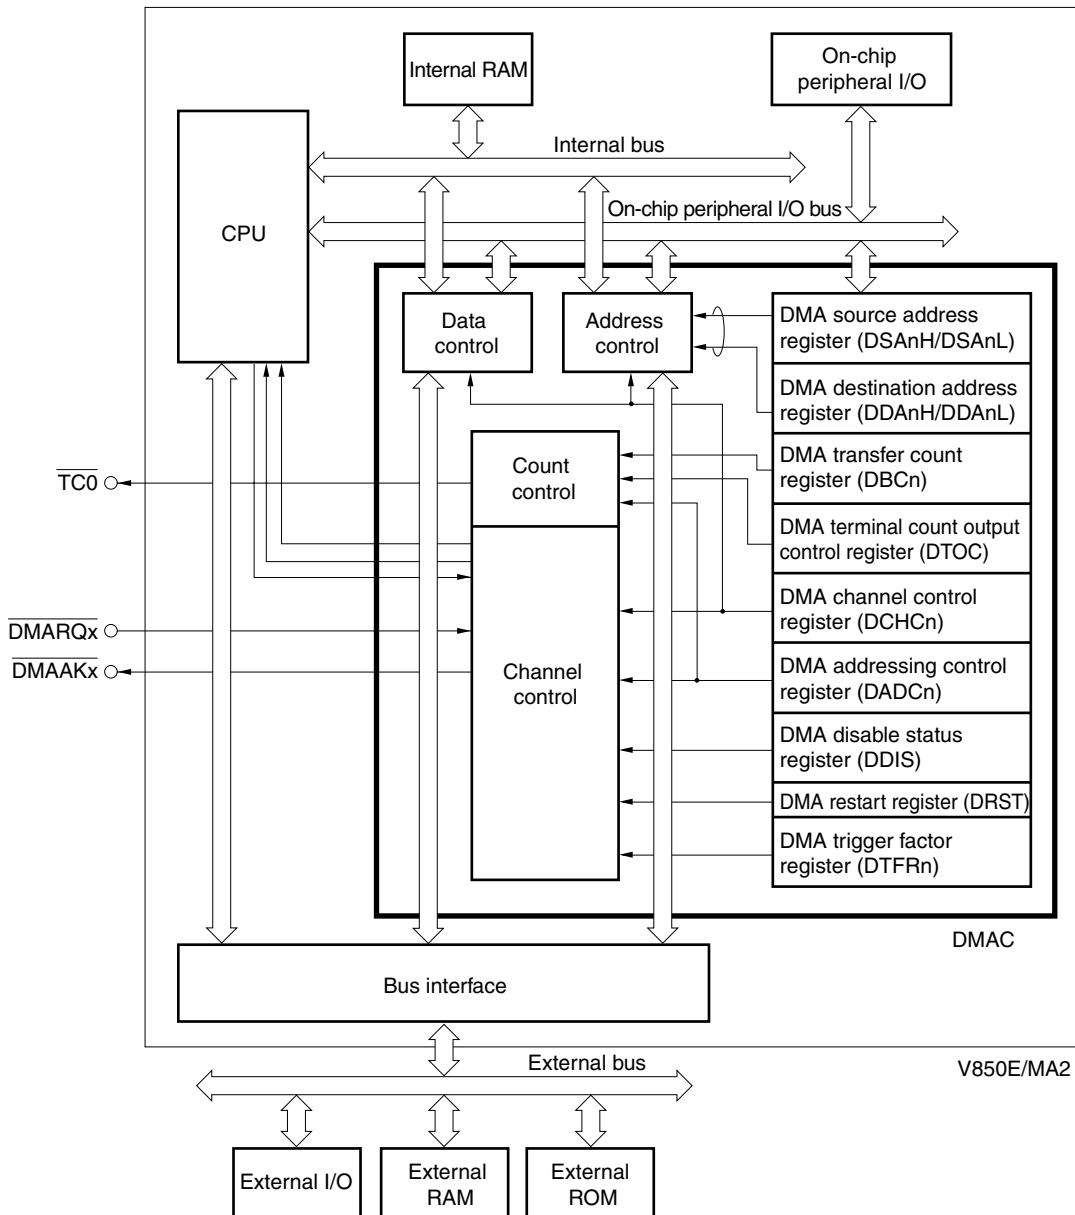 Internal RAM
On-chip
peripheral I/O
Internal bus
On-chip peripheral I/O bus
CPU
Data
control
Address
control
DMA source address
register (DSAnH/DSAnL)
DMA destination address
register (DDAnH/DDAnL)
Count
control
DMA transfer count
register (DBCn)
TC0
DMA terminal count output
control register (DTOC)
DMA channel control
register (DCHCn)
DMARQx
DMAAKx
Channel
control
DMA addressing control
register (DADCn)
DMA disable status
register (DDIS)
DMA restart register (DRST)
DMA trigger factor
register (DTFRn)
DMAC
Bus interface
External bus
V850E/MA2
External I/O
External
RAM
External
ROM